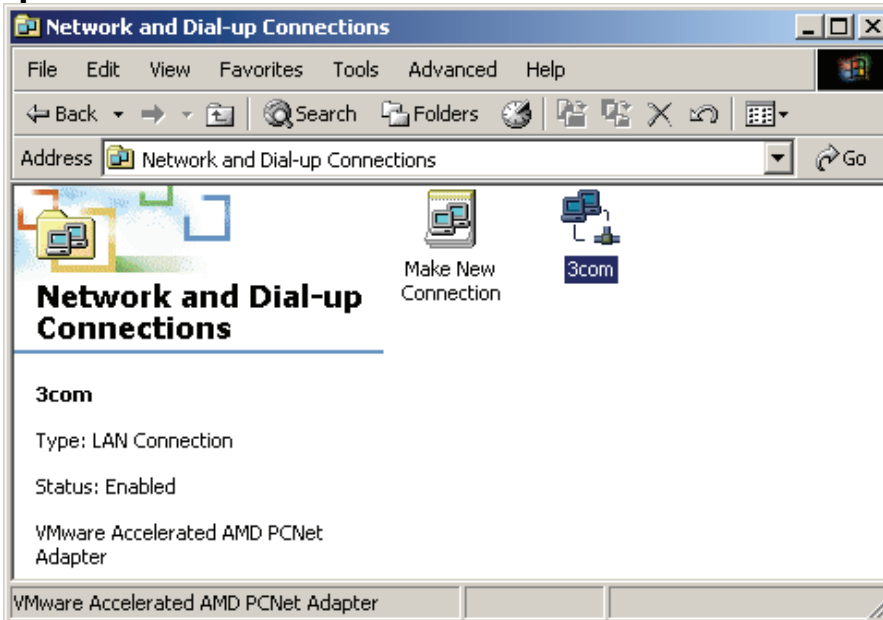 Network and Dial-up Connections
File Edit View Favorites Tools Advanced Help
Back Search Folders
Address Network and Dial-up Connections Go
Make New
Connection
3com
Network and Dial-up
Connections
3com
Type: LAN Connection
Status: Enabled
VMware Accelerated AMD PCNet
Adapter
VMware Accelerated AMD PCNet Adapter